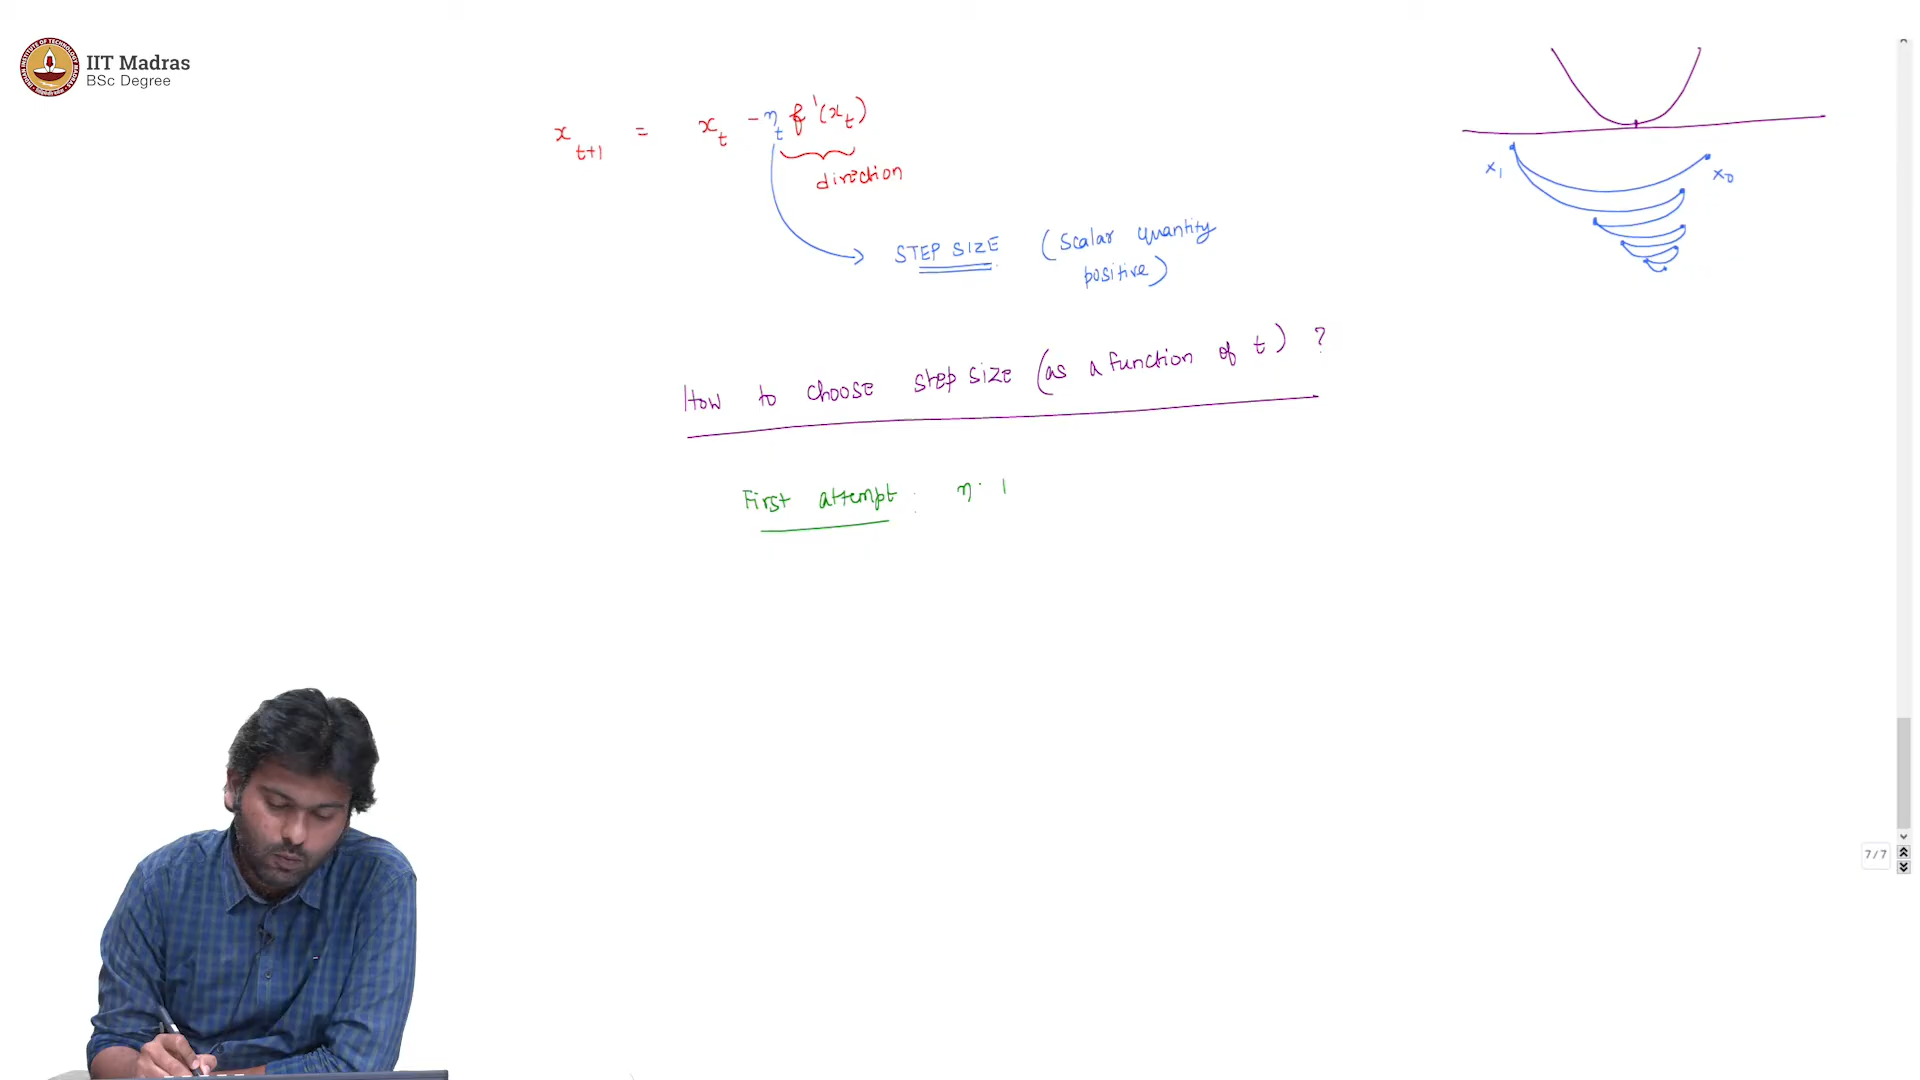 IIT Madras
BSc Degree
x_{t+1} = x_t - η_t f'(x_t)
direction
STEP SIZE (scalar quantity
positive)
x_1
x_0
How to choose step size (as a function of t) ?
First attempt : η
7/7